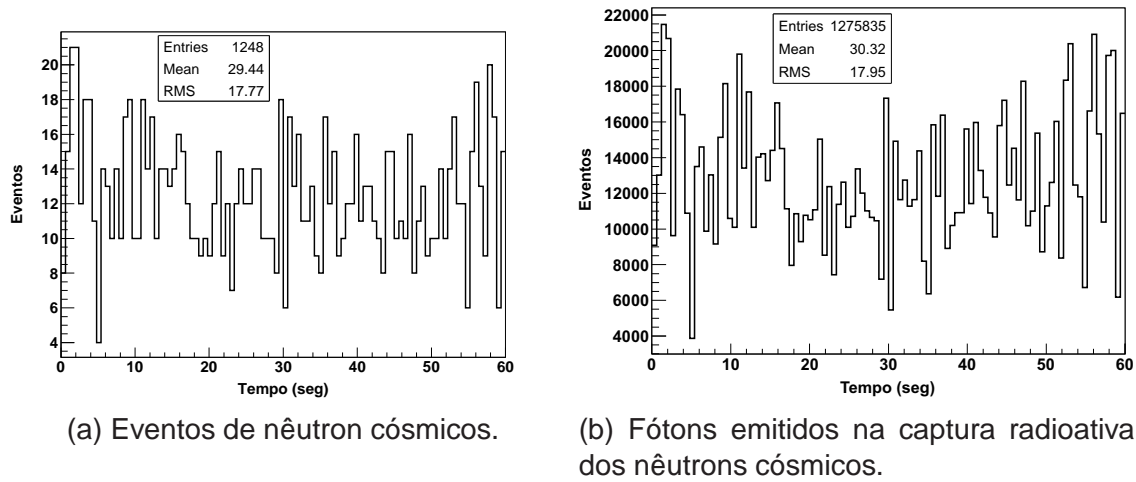 Entries 1248
Mean 29.44
RMS 17.77
Eventos
20
18
16
14
12
10
8
6
4
0 10 20 30 40 50 60
Tempo (seg)
(a) Eventos de nêutron cósmicos.
Entries 1275835
Mean 30.32
RMS 17.95
Eventos
22000
20000
18000
16000
14000
12000
10000
8000
6000
4000
0 10 20 30 40 50 60
Tempo (seg)
(b) Fótons emitidos na captura radioativa
dos nêutrons cósmicos.